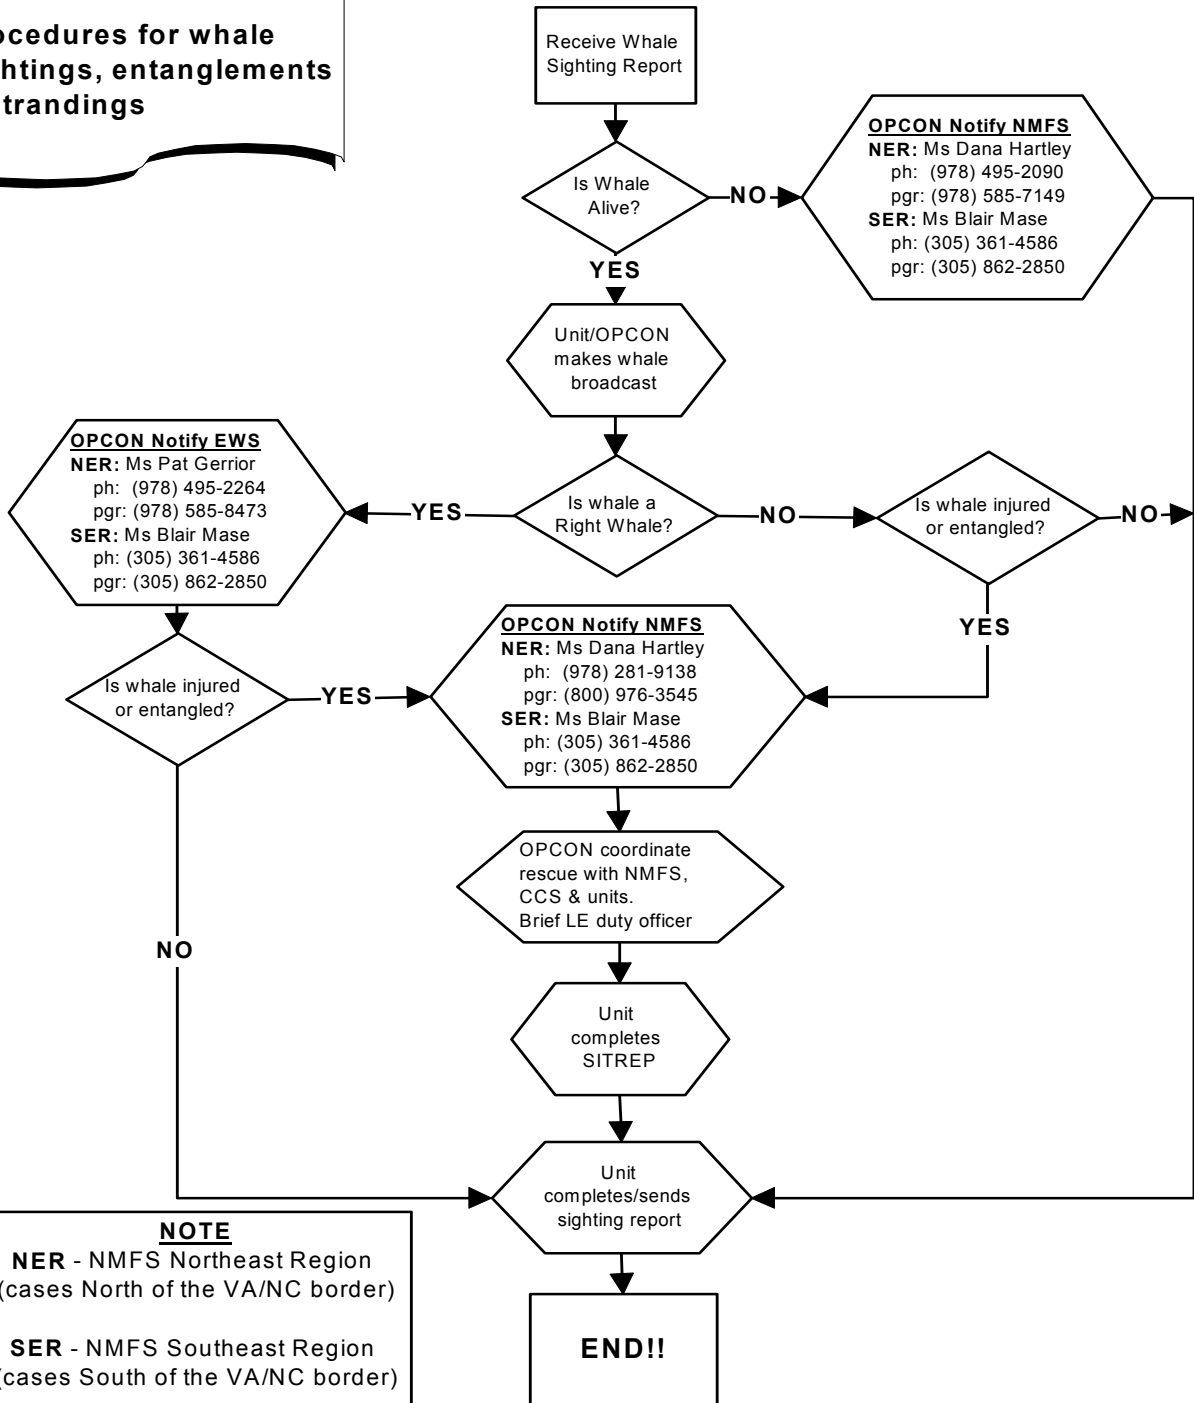 ocedures for whale
htings, entanglements
trandings
Receive Whale
Sighting Report
Is Whale
Alive?
NO
OPCON Notify NMFS
NER: Ms Dana Hartley
ph: (978) 495-2090
pgr: (978) 585-7149
SER: Ms Blair Mase
ph: (305) 361-4586
pgr: (305) 862-2850
YES
Unit/OPCON
makes whale
broadcast
Is whale a
Right Whale?
YES
OPCON Notify EWS
NER: Ms Pat Gerrior
ph: (978) 495-2264
pgr: (978) 585-8473
SER: Ms Blair Mase
ph: (305) 361-4586
pgr: (305) 862-2850
NO
Is whale injured
or entangled?
NO
YES
Is whale injured
or entangled?
YES
OPCON Notify NMFS
NER: Ms Dana Hartley
ph: (978) 281-9138
pgr: (800) 976-3545
SER: Ms Blair Mase
ph: (305) 361-4586
pgr: (305) 862-2850
OPCON coordinate
rescue with NMFS,
CCS & units.
Brief LE duty officer
NO
Unit
completes
SITREP
Unit
completes/sends
sighting report
END!!
NOTE
NER - NMFS Northeast Region
(cases North of the VA/NC border)
SER - NMFS Southeast Region
(cases South of the VA/NC border)